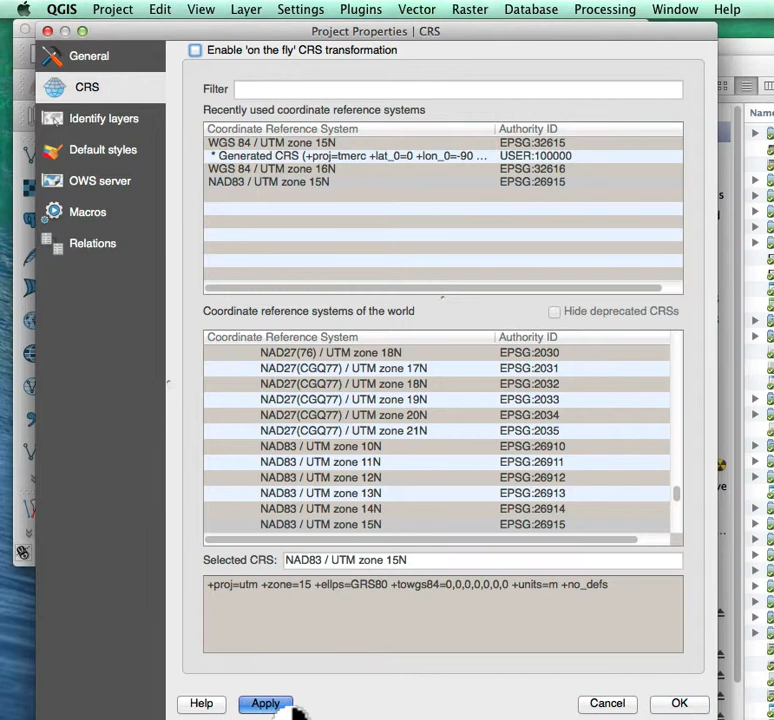 QGIS Project Edit View Layer Settings Plugins Vector Raster Database Processing Window Help
Project Properties | CRS
General
CRS
Identify layers
Default styles
OWS server
Macros
Relations
Enable 'on the fly' CRS transformation
Filter
Recently used coordinate reference systems
Coordinate Reference System Authority ID
WGS 84 / UTM zone 15N EPSG:32615
* Generated CRS (+proj=tmerc +lat_0=0 +lon_0=-90 ... USER:100000
WGS 84 / UTM zone 16N EPSG:32616
NAD83 / UTM zone 15N EPSG:26915
Coordinate reference systems of the world Hide deprecated CRSs
Coordinate Reference System Authority ID
NAD27(76) / UTM zone 18N EPSG:2030
NAD27(CGQ77) / UTM zone 17N EPSG:2031
NAD27(CGQ77) / UTM zone 18N EPSG:2032
NAD27(CGQ77) / UTM zone 19N EPSG:2033
NAD27(CGQ77) / UTM zone 20N EPSG:2034
NAD27(CGQ77) / UTM zone 21N EPSG:2035
NAD83 / UTM zone 10N EPSG:26910
NAD83 / UTM zone 11N EPSG:26911
NAD83 / UTM zone 12N EPSG:26912
NAD83 / UTM zone 13N EPSG:26913
NAD83 / UTM zone 14N EPSG:26914
NAD83 / UTM zone 15N EPSG:26915
Selected CRS: NAD83 / UTM zone 15N
+proj=utm +zone=15 +ellps=GRS80 +towgs84=0,0,0,0,0,0,0 +units=m +no_defs
Help Apply Cancel OK
Name